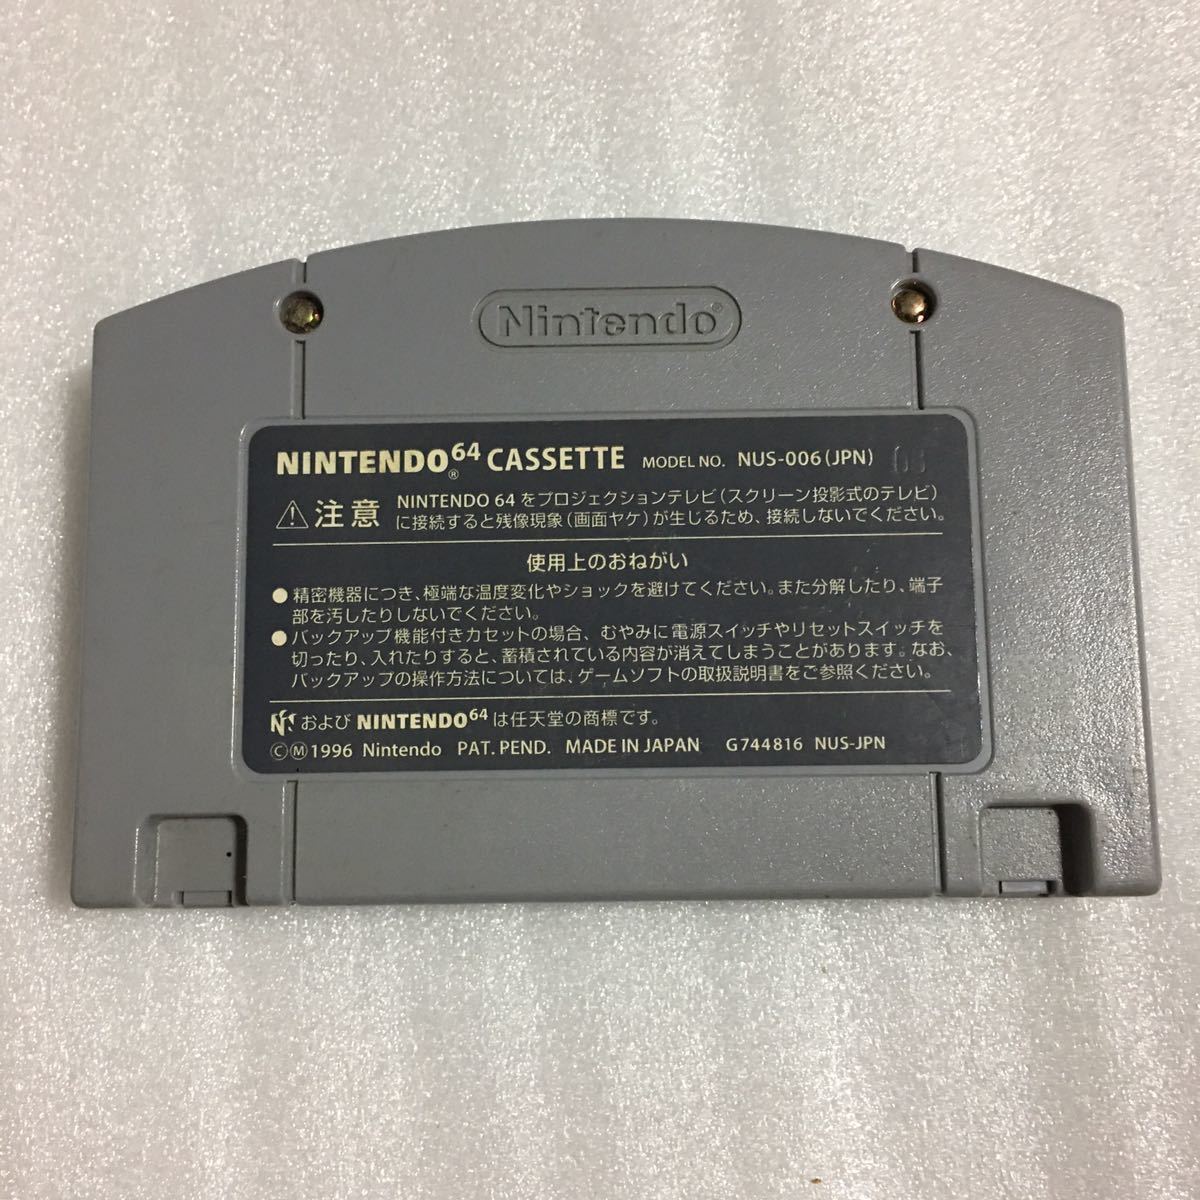 Nintendo®
NINTENDO64® CASSETTE MODEL NO. NUS-006(JPN)
注意
NINTENDO 64をプロジェクションテレビ(スクリーン投影式のテレビ)
に接続すると残像現象(画面ヤケ)が生じるため、接続しないでください。
使用上のおねがい
●精密機器につき、極端な温度変化やショックを避けてください。また分解したり、端子
部を汚したりしないでください。
●バックアップ機能付きカセットの場合、むやみに電源スイッチやリセットスイッチを
切ったり、入れたりすると、蓄積されている内容が消えてしまうことがあります。なお、
バックアップの操作方法については、ゲームソフトの取扱説明書をご参照ください。
および NINTENDO64 は任天堂の商標です。
ⒸⓂ1996 Nintendo PAT. PEND. MADE IN JAPAN G744816 NUS-JPN